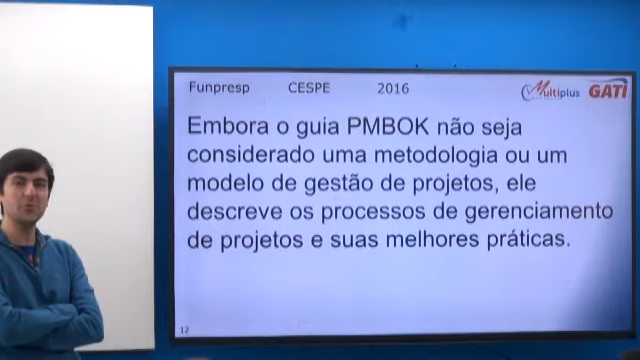 Funpresp CESPE 2016
Multiplus GATI
Embora o guia PMBOK não seja
considerado uma metodologia ou um
modelo de gestão de projetos, ele
descreve os processos de gerenciamento
de projetos e suas melhores práticas.
12